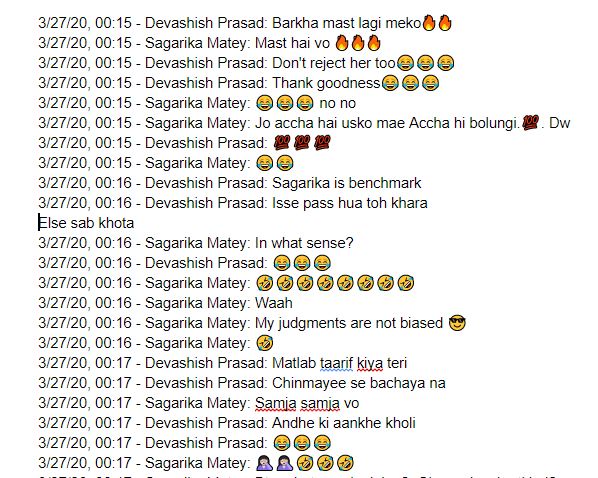 3/27/20, 00:15 - Devashish Prasad: Barkha mast lagi meko🔥🔥
3/27/20, 00:15 - Sagarika Matey: Mast hai vo 🔥🔥🔥
3/27/20, 00:15 - Devashish Prasad: Don't reject her too😂😂😂
3/27/20, 00:15 - Devashish Prasad: Thank goodness😂😂😂
3/27/20, 00:15 - Sagarika Matey: 😂😂😂 no no
3/27/20, 00:15 - Sagarika Matey: Jo accha hai usko mae Accha hi bolungi.💯. Dw
3/27/20, 00:15 - Devashish Prasad: 💯💯💯
3/27/20, 00:15 - Sagarika Matey: 😂😂
3/27/20, 00:16 - Devashish Prasad: Sagarika is benchmark
3/27/20, 00:16 - Devashish Prasad: Isse pass hua toh khara
Else sab khota
3/27/20, 00:16 - Sagarika Matey: In what sense?
3/27/20, 00:16 - Devashish Prasad: 😂😂😂
3/27/20, 00:16 - Sagarika Matey: 🤣🤣🤣🤣🤣🤣🤣🤣
3/27/20, 00:16 - Sagarika Matey: Waah
3/27/20, 00:16 - Sagarika Matey: My judgments are not biased 😎
3/27/20, 00:16 - Sagarika Matey: 🤣
3/27/20, 00:17 - Devashish Prasad: Matlab taarif kiya teri
3/27/20, 00:17 - Devashish Prasad: Chinmayee se bachaya na
3/27/20, 00:17 - Sagarika Matey: Samja samja vo
3/27/20, 00:17 - Devashish Prasad: Andhe ki aankhe kholi
3/27/20, 00:17 - Devashish Prasad: 😂😂😂
3/27/20, 00:17 - Sagarika Matey: 🤦🏻‍♀️🤦🏻‍♀️🤣🤣🤣